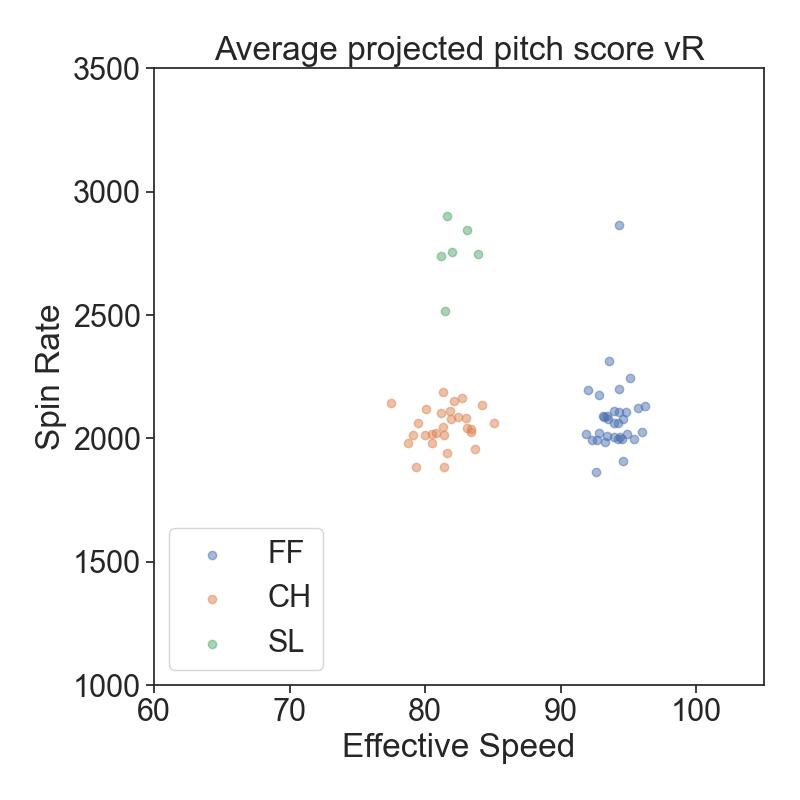 Average projected pitch score vR
3500
3000
2500
2000
1500
1000
Spin Rate
FF
CH
SL
60 70 80 90 100
Effective Speed